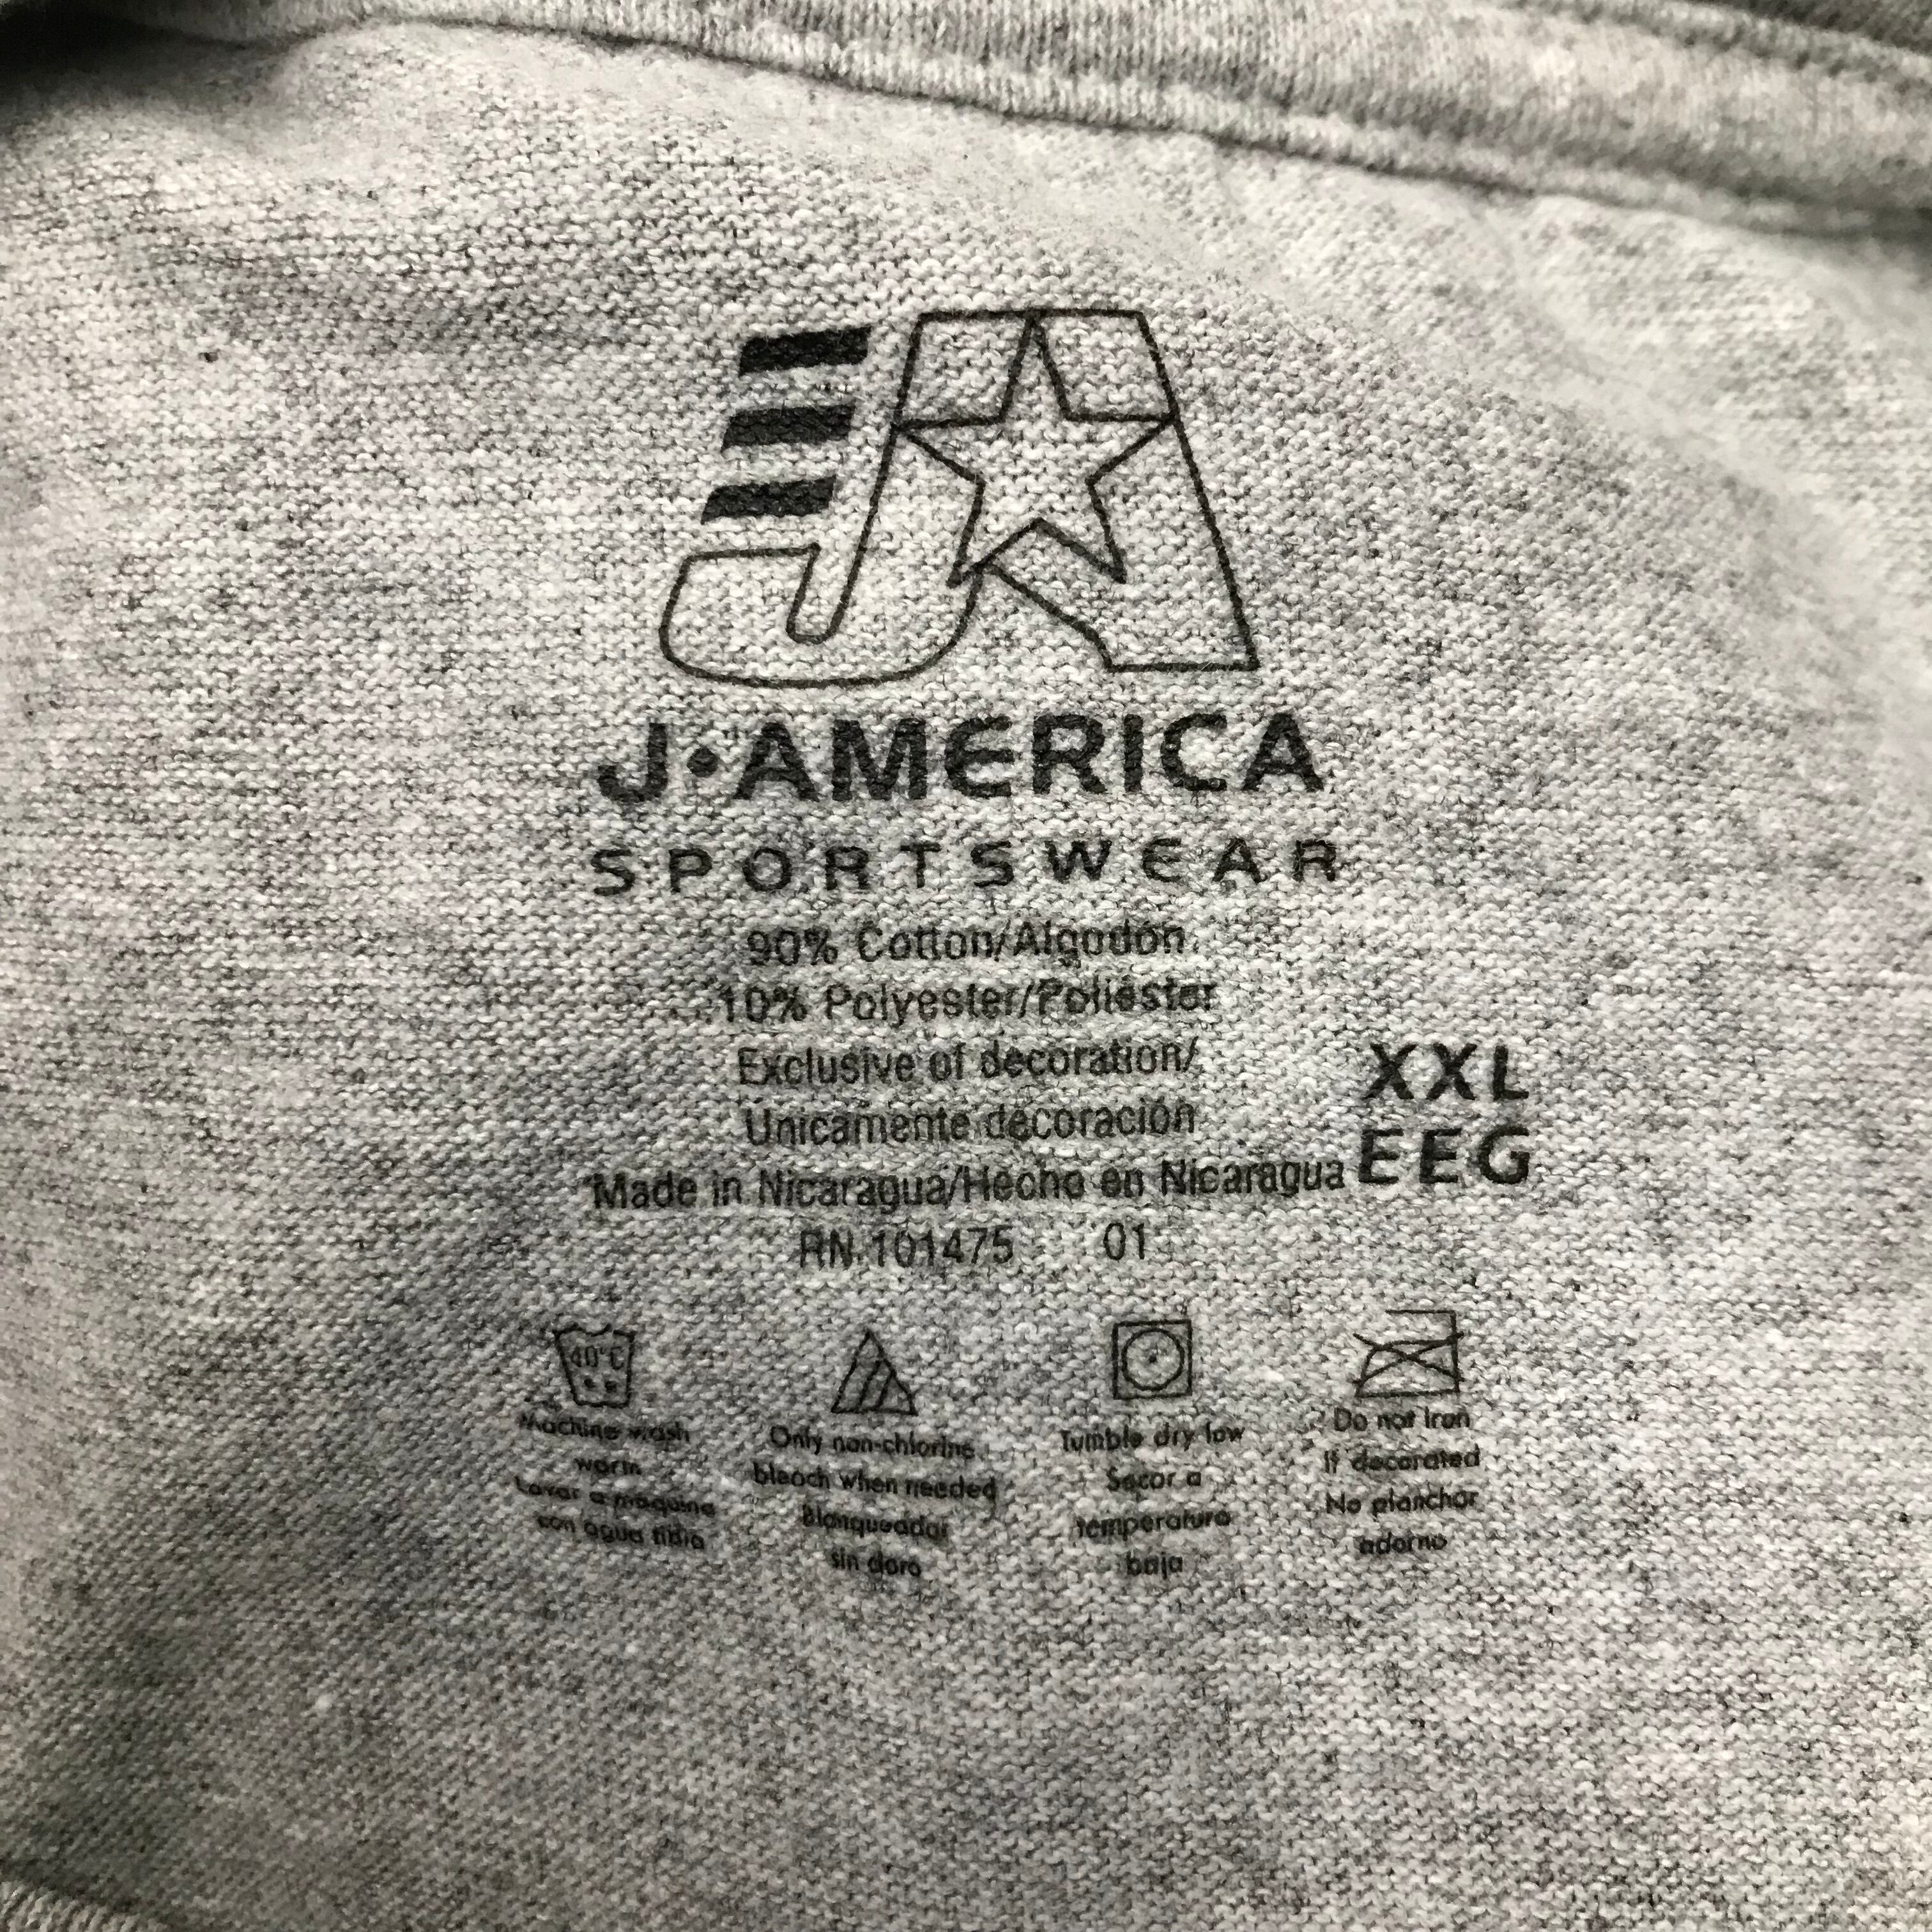 JA
J•AMERICA
SPORTSWEAR
90% Cotton/Algodón
10% Polyester/Poliéster
Exclusive of decoration/
Unicamente decoración
Made in Nicaragua/Hecho en Nicaragua
RN 101475 01
XXL
EEG
40°C
Machine wash
warm
Lavar a maquina
con agua tibia
Only non-chlorine
bleach when needed
Blanqueador
sin cloro
Tumble dry low
Secar a
temperatura
baja
Do not Iron
If decorated
No planchar
adorno